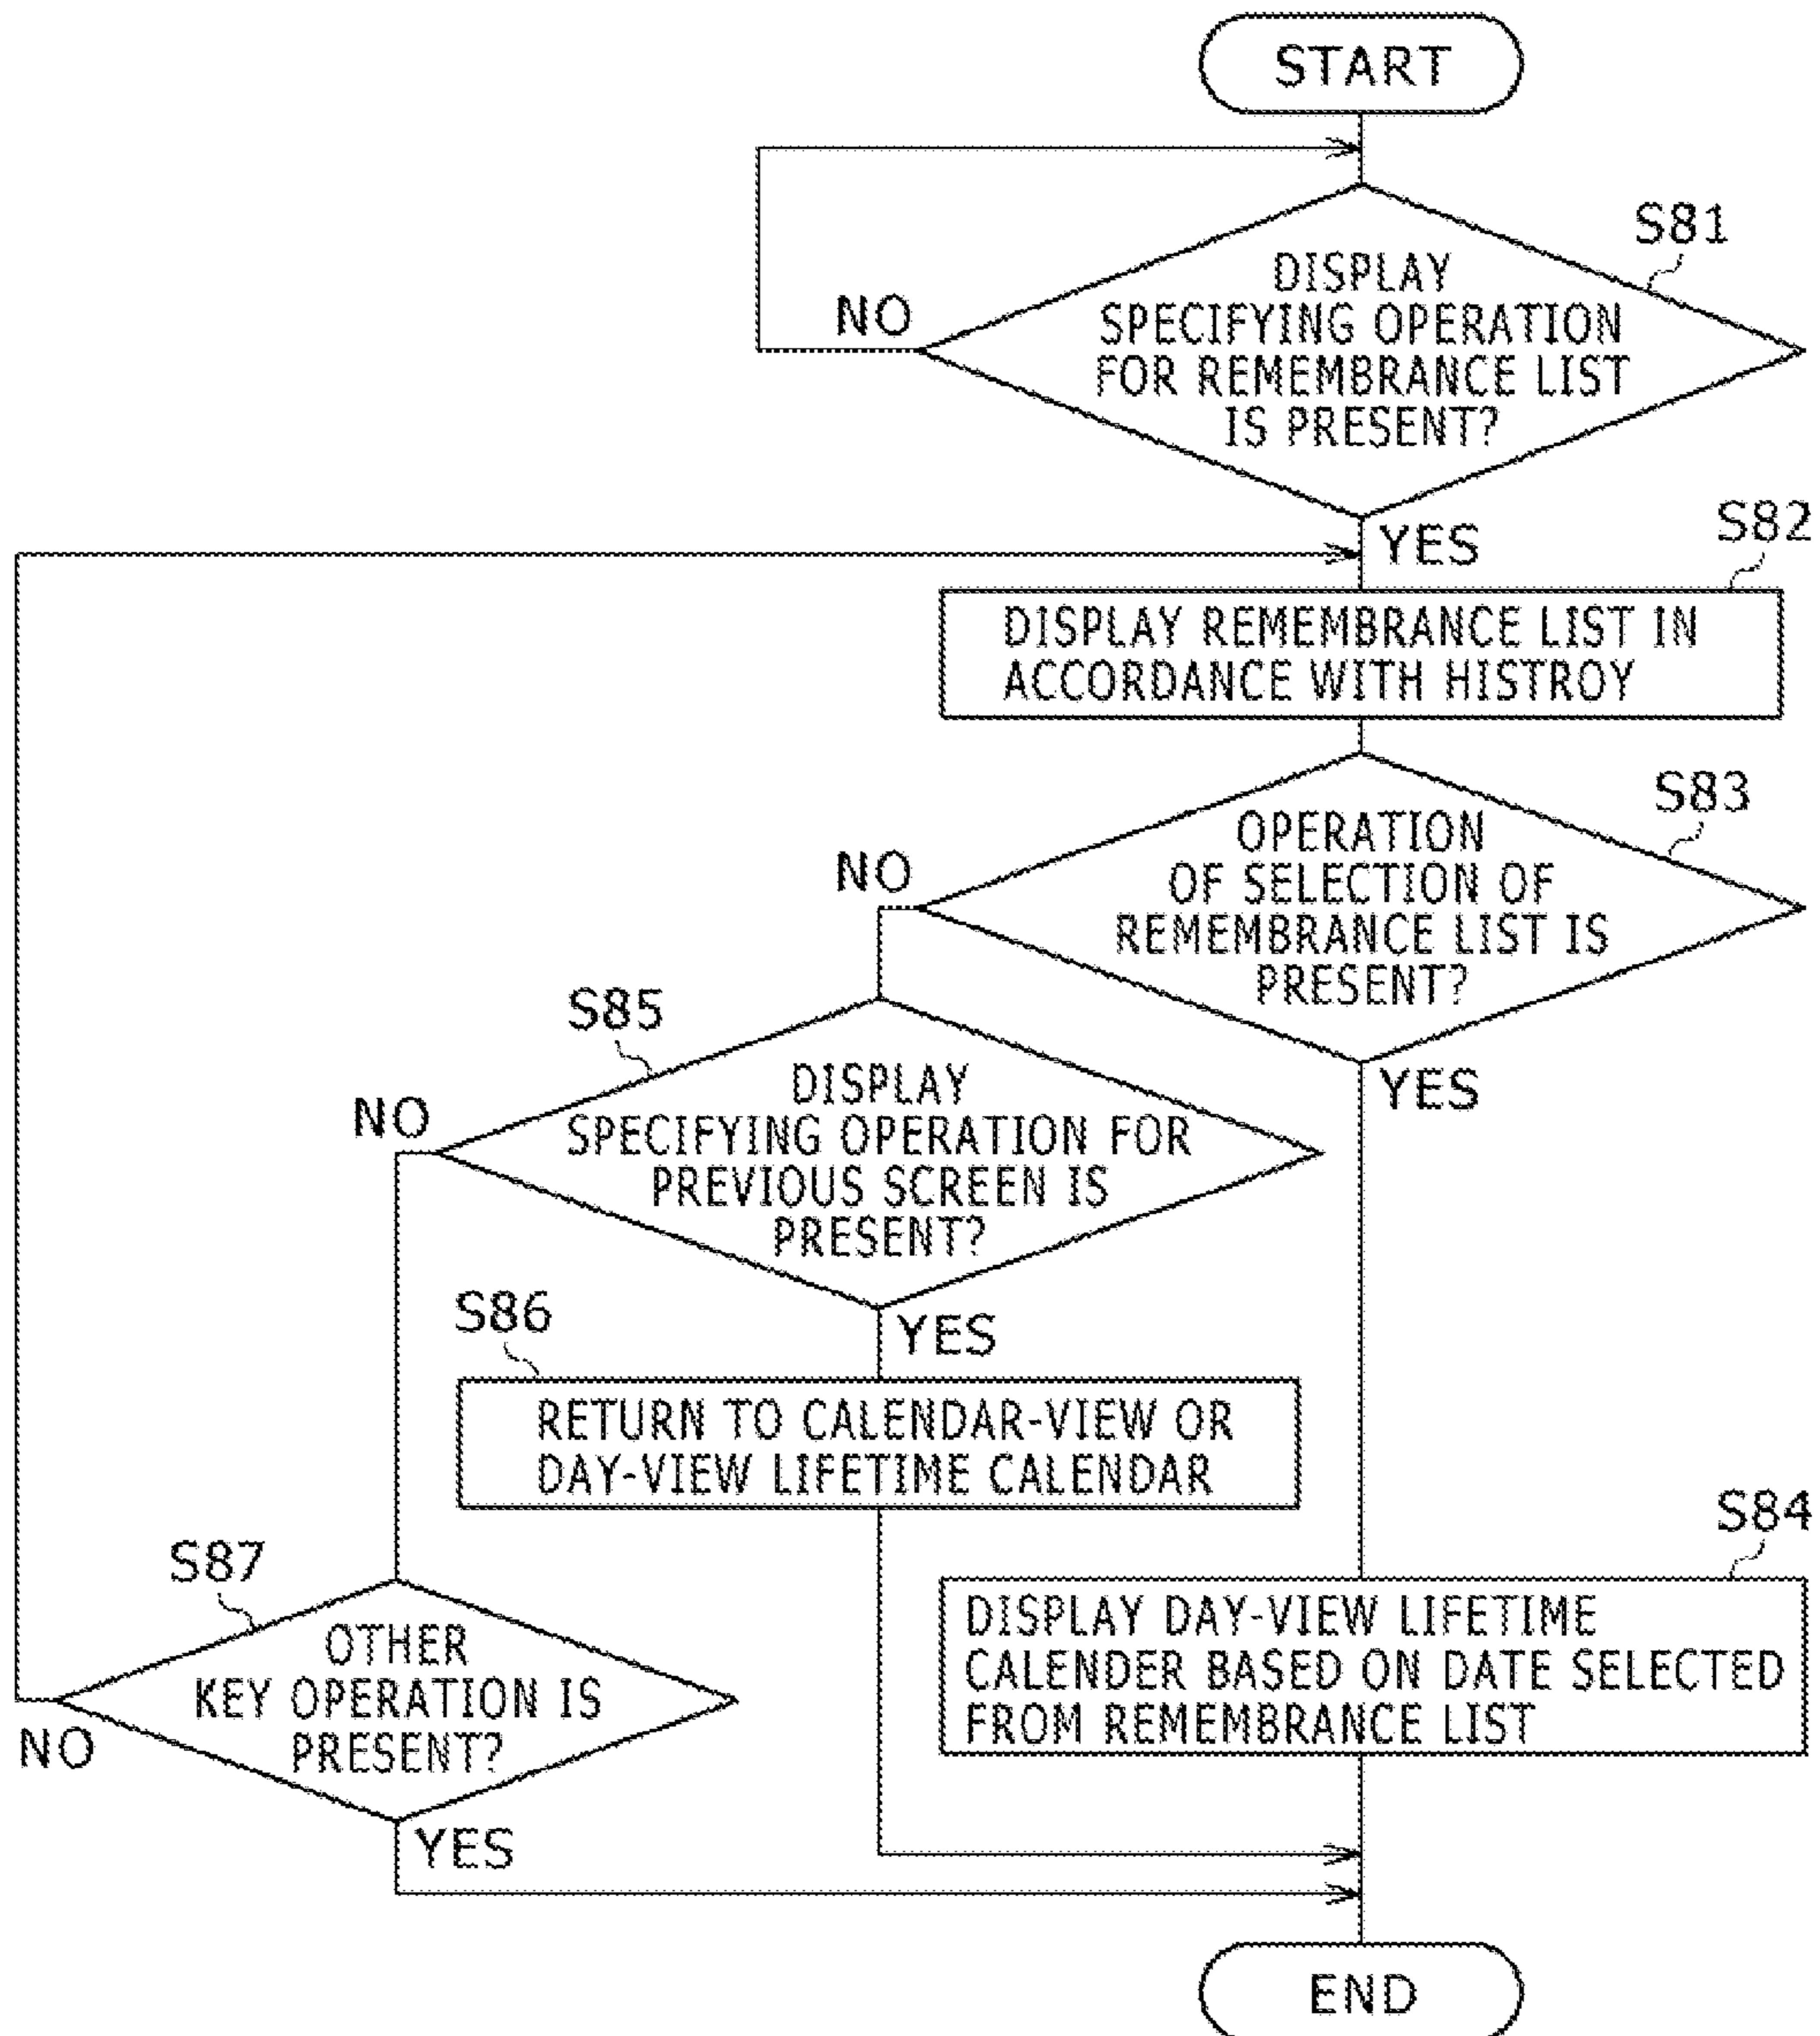 START
S81
DISPLAY
SPECIFYING OPERATION
FOR REMEMBRANCE LIST
IS PRESENT?
NO
YES
S82
DISPLAY REMEMBRANCE LIST IN
ACCORDANCE WITH HISTROY
S83
OPERATION
OF SELECTION OF
REMEMBRANCE LIST IS
PRESENT?
NO
YES
S85
DISPLAY
SPECIFYING OPERATION FOR
PREVIOUS SCREEN IS
PRESENT?
NO
YES
S86
RETURN TO CALENDAR-VIEW OR
DAY-VIEW LIFETIME CALENDAR
S84
DISPLAY DAY-VIEW LIFETIME
CALENDER BASED ON DATE SELECTED
FROM REMEMBRANCE LIST
S87
OTHER
KEY OPERATION IS
PRESENT?
NO
YES
END